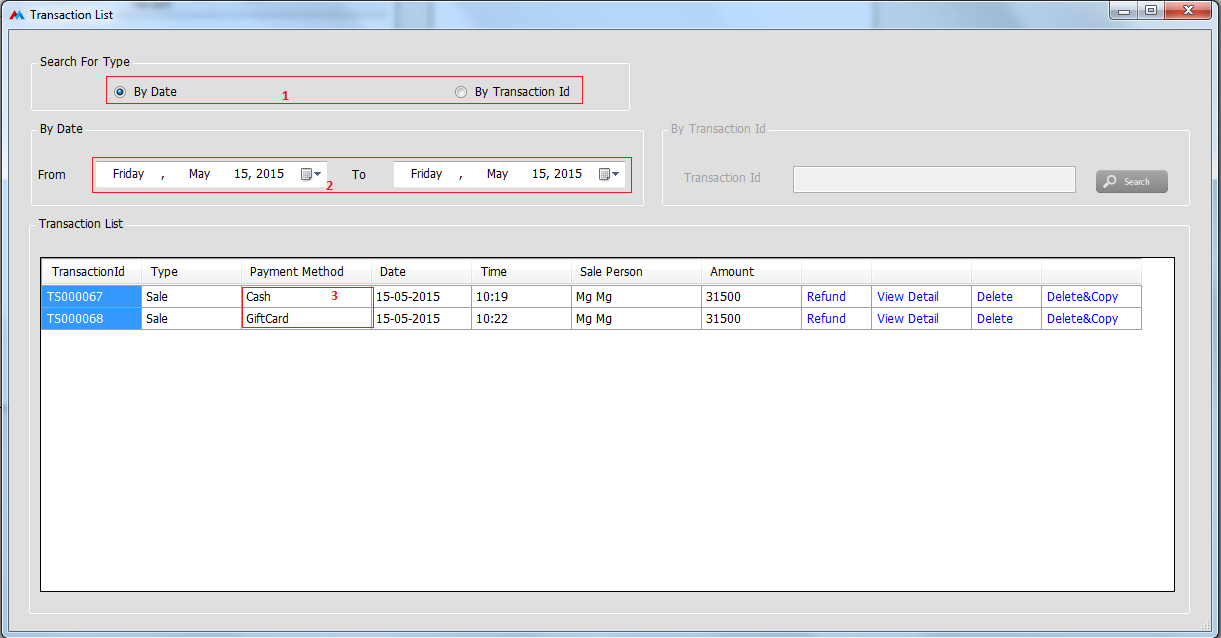 Transaction List
Search For Type
By Date 1 By Transaction Id
By Date
By Transaction Id
From Friday , May 15, 2015 2 To Friday , May 15, 2015
Transaction Id Search
Transaction List
TransactionId Type Payment Method Date Time Sale Person Amount
TS000067 Sale Cash 3 15-05-2015 10:19 Mg Mg 31500 Refund View Detail Delete Delete&Copy
TS000068 Sale GiftCard 15-05-2015 10:22 Mg Mg 31500 Refund View Detail Delete Delete&Copy